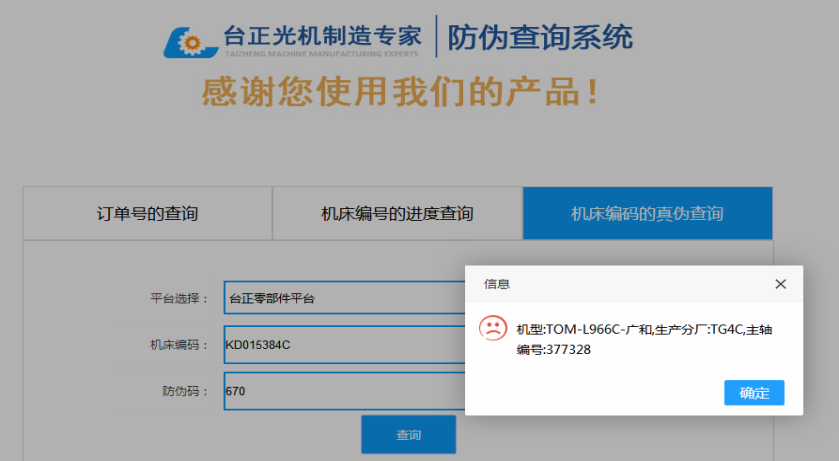 台正光机制造专家
TAIZHENG MACHINE MANUFACTURING EXPERTS
防伪查询系统
感谢您使用我们的产品！
订单号的查询
机床编号的进度查询
机床编码的真伪查询
平台选择：
台正零部件平台
机床编码：
KD015384C
防伪码：
670
查询
信息
机型:TOM-L966C-广和,生产分厂:TG4C,主轴
编号:377328
确定